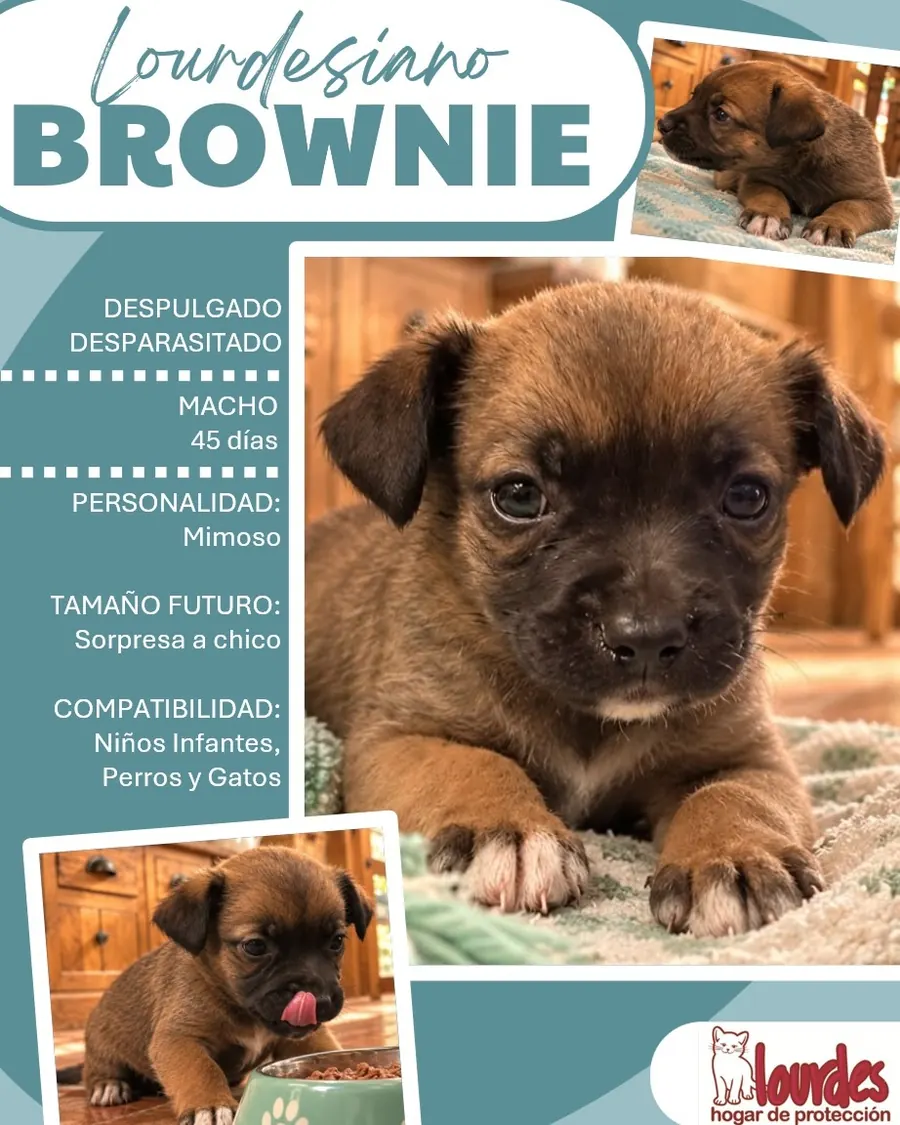 Lourdesiano
BROWNIE
DESPULGADO
DESPARASITADO
MACHO
45 días
PERSONALIDAD:
Mimoso
TAMAÑO FUTURO:
Sorpresa a chico
COMPATIBILIDAD:
Niños Infantes,
Perros y Gatos
lourdes
hogar de protección